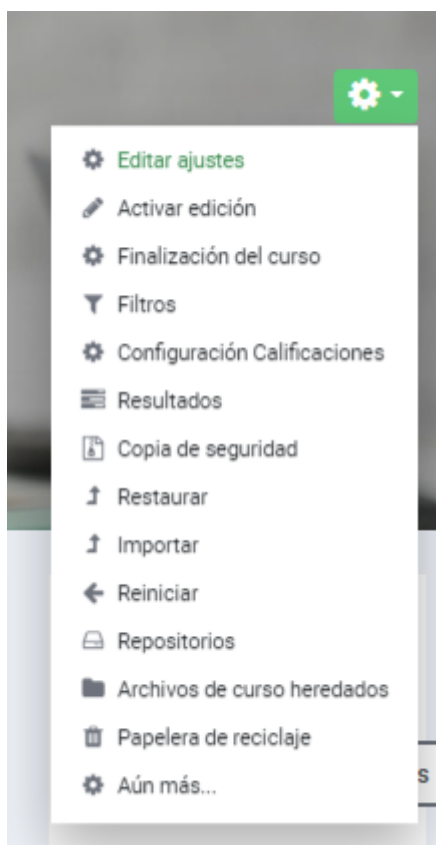 Editar ajustes
Activar edición
Finalización del curso
Filtros
Configuración Calificaciones
Resultados
Copia de seguridad
Restaurar
Importar
Reiniciar
Repositorios
Archivos de curso heredados
Papelera de reciclaje
Aún más...
s